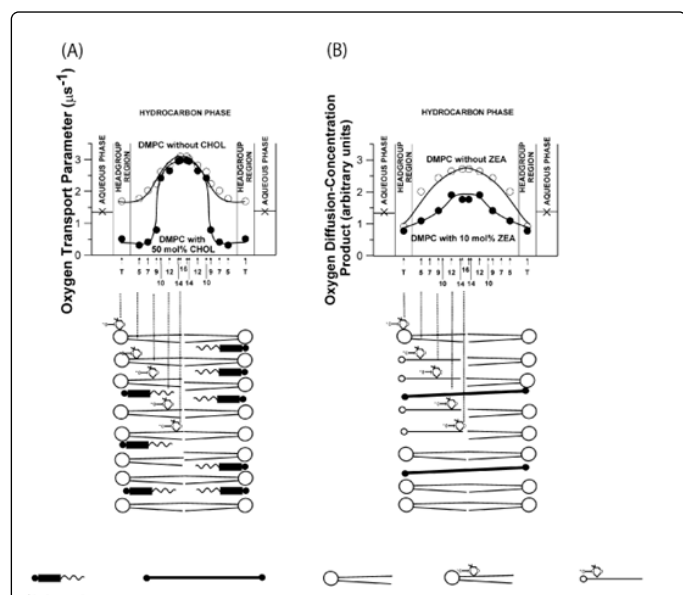 (A)
Oxygen Transport Parameter (µs⁻¹)
HYDROCARBON PHASE
AQUEOUS PHASE
HEADGROUP
REGION
DMPC without CHOL
HEADGROUP
REGION
AQUEOUS PHASE
3
2
1
0
DMPC with
50 mol% CHOL
T 5 7 9 12 16 12 9 7 5 T
10 14 14 10
(B)
Oxygen Diffusion-Concentration
Product (arbitrary units)
HYDROCARBON PHASE
AQUEOUS PHASE
HEADGROUP
REGION
DMPC without ZEA
HEADGROUP
REGION
AQUEOUS PHASE
3
2
1
0
DMPC with 10 mol% ZEA
T 5 7 9 12 16 12 9 7 5 T
10 14 14 10